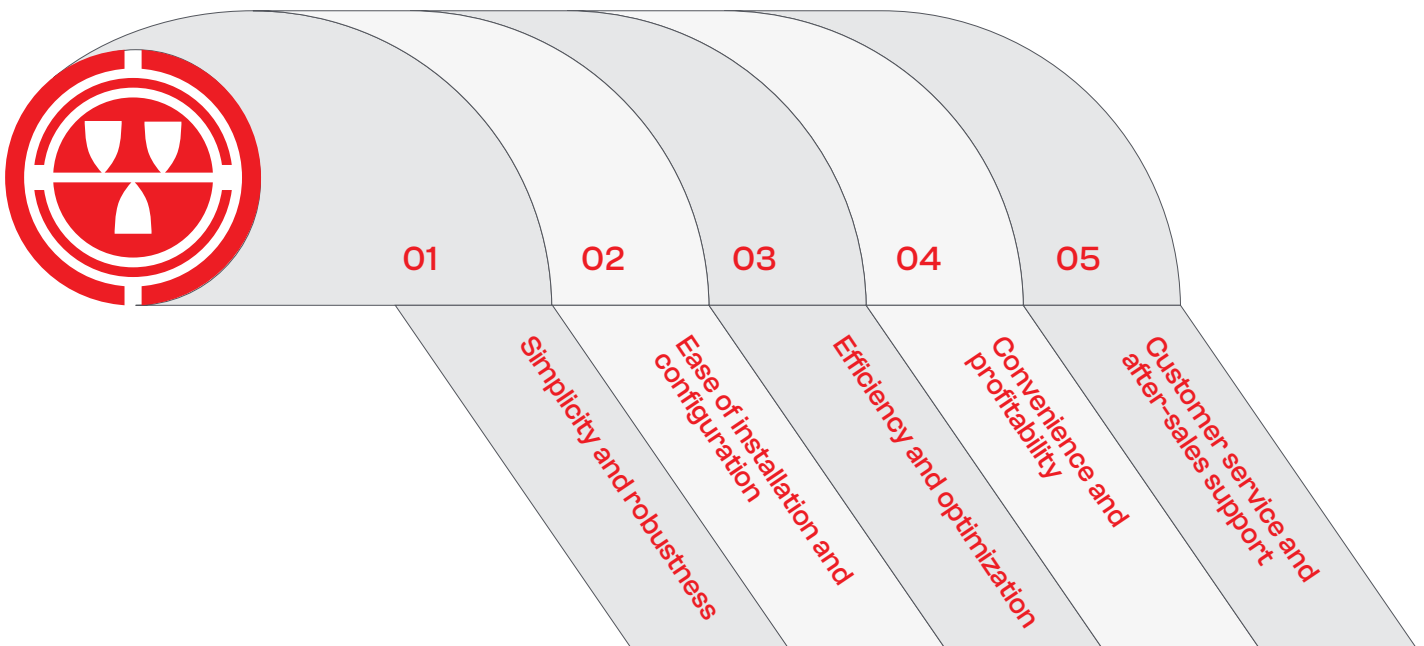 01
02
03
04
05
Simplicity and robustness
Ease of installation and
configuration
Efficiency and optimization
Convenience and
profitability
Customer service and
after-sales support